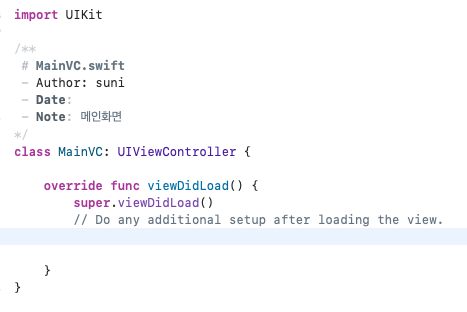 import UIKit
/**
# MainVC.swift
- Author: suni
- Date:
- Note: 메인화면
*/
class MainVC: UIViewController {
override func viewDidLoad() {
super.viewDidLoad()
// Do any additional setup after loading the view.
}
}